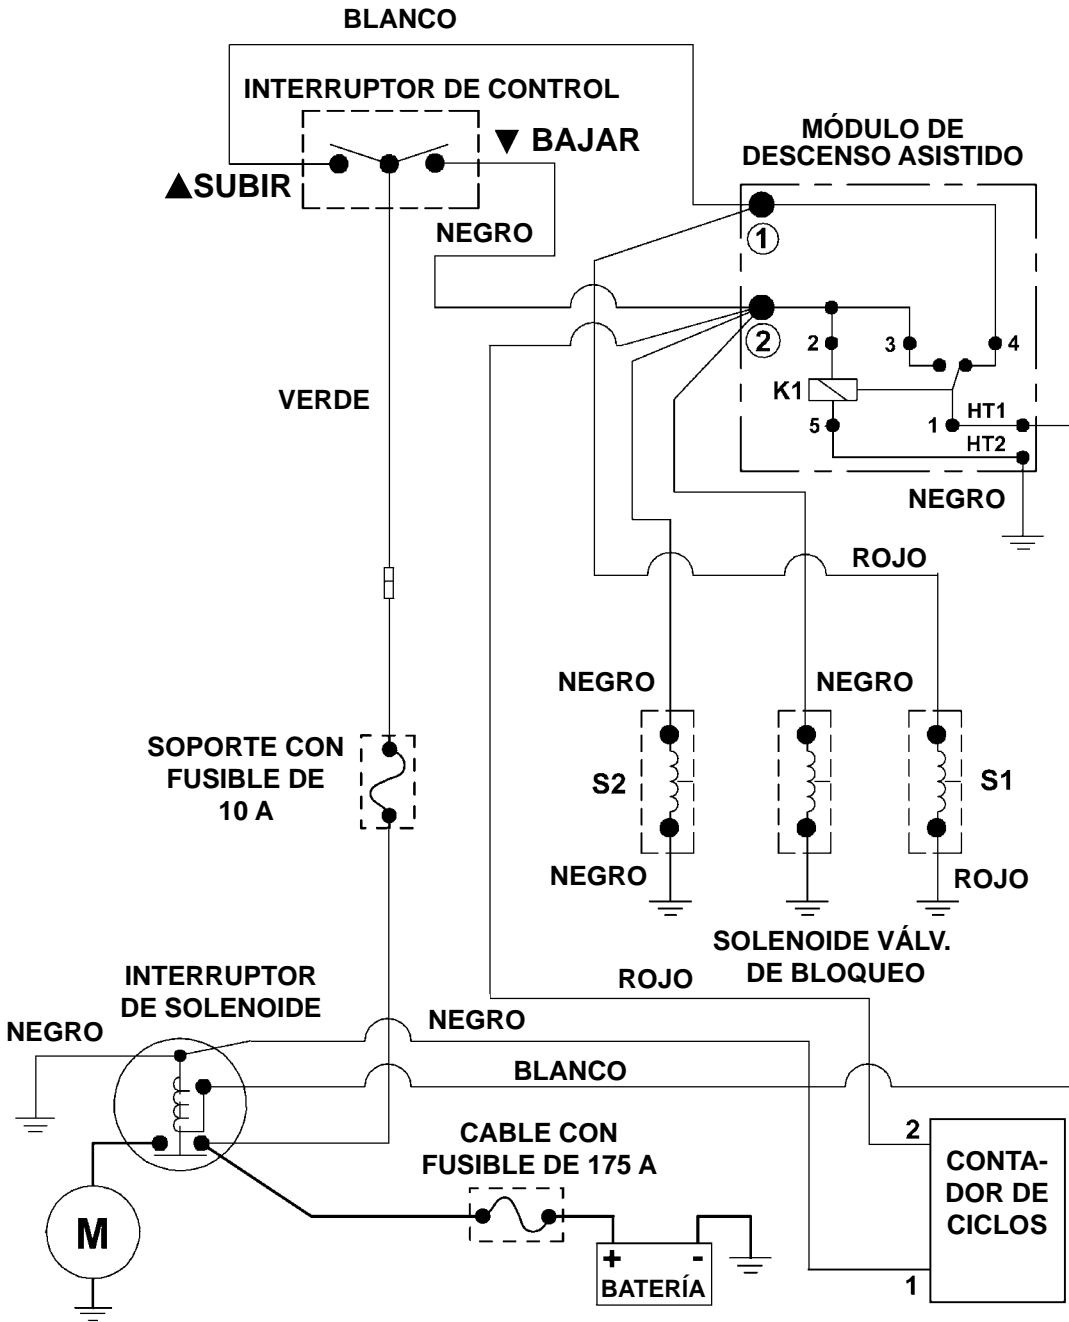 BLANCO
INTERRUPTOR DE CONTROL
▼ BAJAR
▲SUBIR
NEGRO
MÓDULO DE
DESCENSO ASISTIDO
1
2
2
3
4
K1
5
1
HT1
HT2
NEGRO
VERDE
ROJO
NEGRO
NEGRO
SOPORTE CON
FUSIBLE DE
10 A
S2
S1
NEGRO
ROJO
SOLENOIDE VÁLV.
DE BLOQUEO
INTERRUPTOR
DE SOLENOIDE
ROJO
NEGRO
NEGRO
BLANCO
CABLE CON
FUSIBLE DE 175 A
2
CONTA-
DOR DE
CICLOS
1
M
+ -
BATERÍA